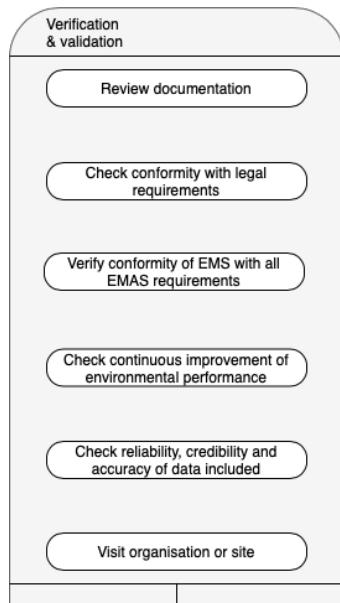 Verification
& validation
Review documentation
Check conformity with legal
requirements
Verify conformity of EMS with all
EMAS requirements
Check continuous improvement of
environmental performance
Check reliability, credibility and
accuracy of data included
Visit organisation or site